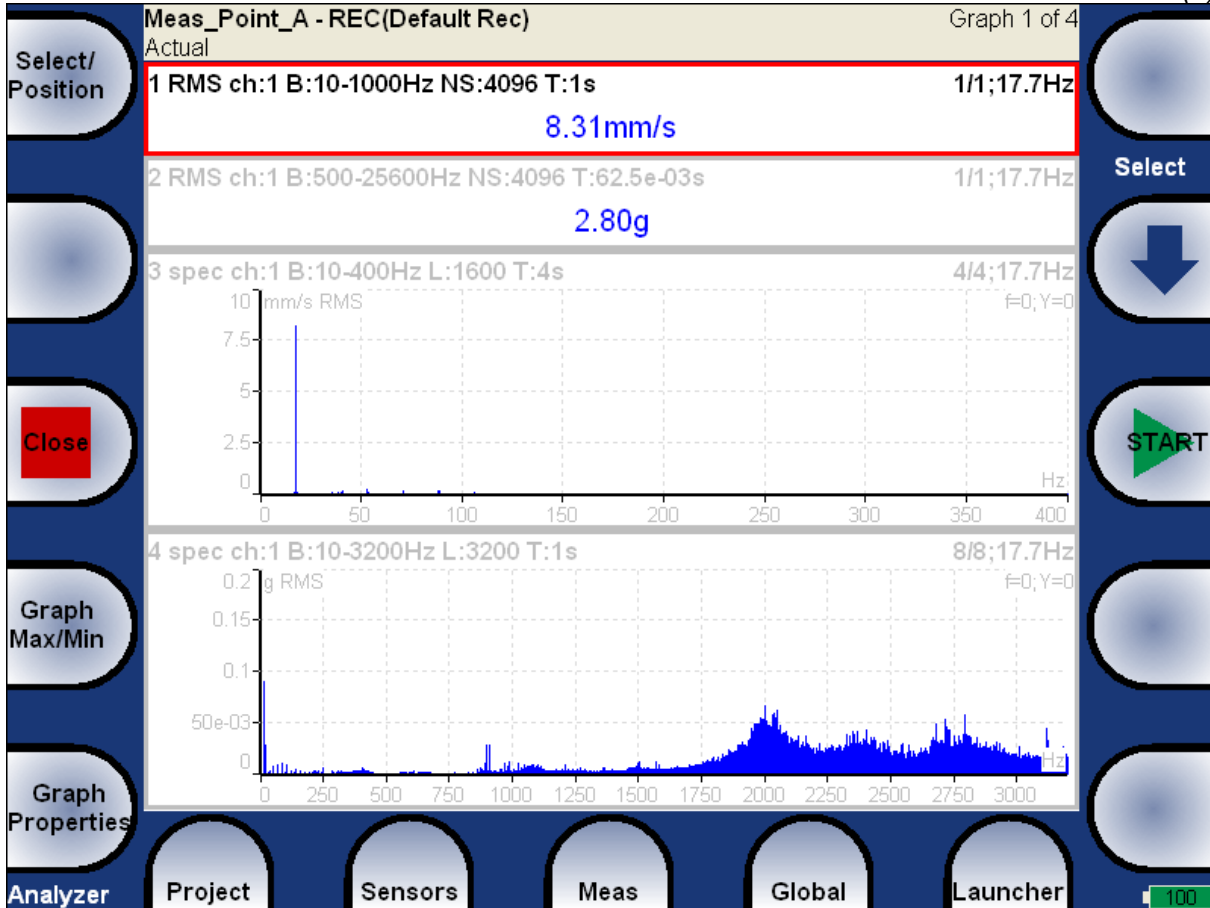 Meas_Point_A - REC(Default Rec)
Graph 1 of 4
Actual
Select/
Position
1 RMS ch:1 B:10-1000Hz NS:4096 T:1s
1/1;17.7Hz
8.31mm/s
Select
2 RMS ch:1 B:500-25600Hz NS:4096 T:62.5e-03s
1/1;17.7Hz
2.80g
3 spec ch:1 B:10-400Hz L:1600 T:4s
4/4;17.7Hz
10
mm/s RMS
f=0;Y=0
7.5
5
2.5
0
Hz
0 50 100 150 200 250 300 350 400
Close
START
4 spec ch:1 B:10-3200Hz L:3200 T:1s
8/8;17.7Hz
0.2
g RMS
f=0;Y=0
0.15
0.1
50e-03
0
Hz
0 250 500 750 1000 1250 1500 1750 2000 2250 2500 2750 3000
Graph
Max/Min
Graph
Properties
Analyzer
Project
Sensors
Meas
Global
Launcher
100